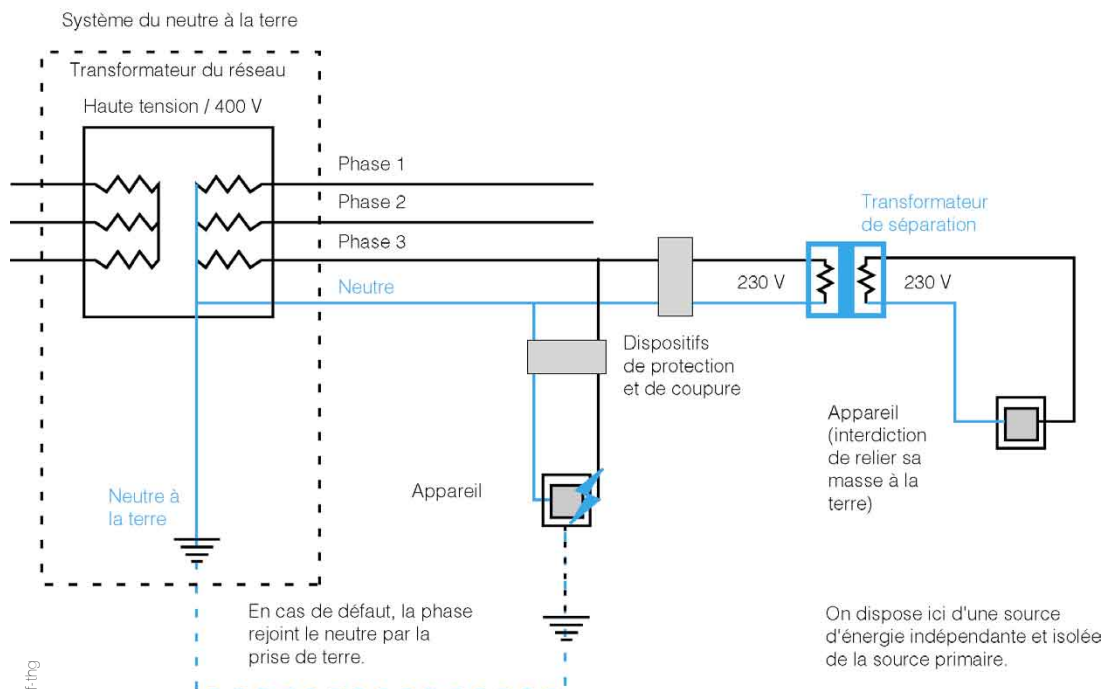 Système du neutre à la terre
Transformateur du réseau
Haute tension / 400 V
Phase 1
Phase 2
Phase 3
Neutre
Transformateur
de séparation
230 V
230 V
Dispositifs
de protection
et de coupure
Appareil
(interdiction
de relier sa
masse à la
terre)
Appareil
Neutre à
la terre
En cas de défaut, la phase
rejoint le neutre par la
prise de terre.
On dispose ici d'une source
d'énergie indépendante et isolée
de la source primaire.
f-thg